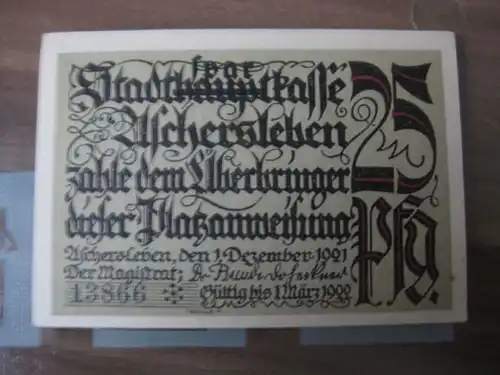 spar
Stadthauptkasse
Aschersleben
zahle dem Überbringer
dieser Platzanweisung
25
Pfg.
Aschersleben, den 1. Dezember 1921
Der Magistrat:
13866
Gültig bis 1. März 1922